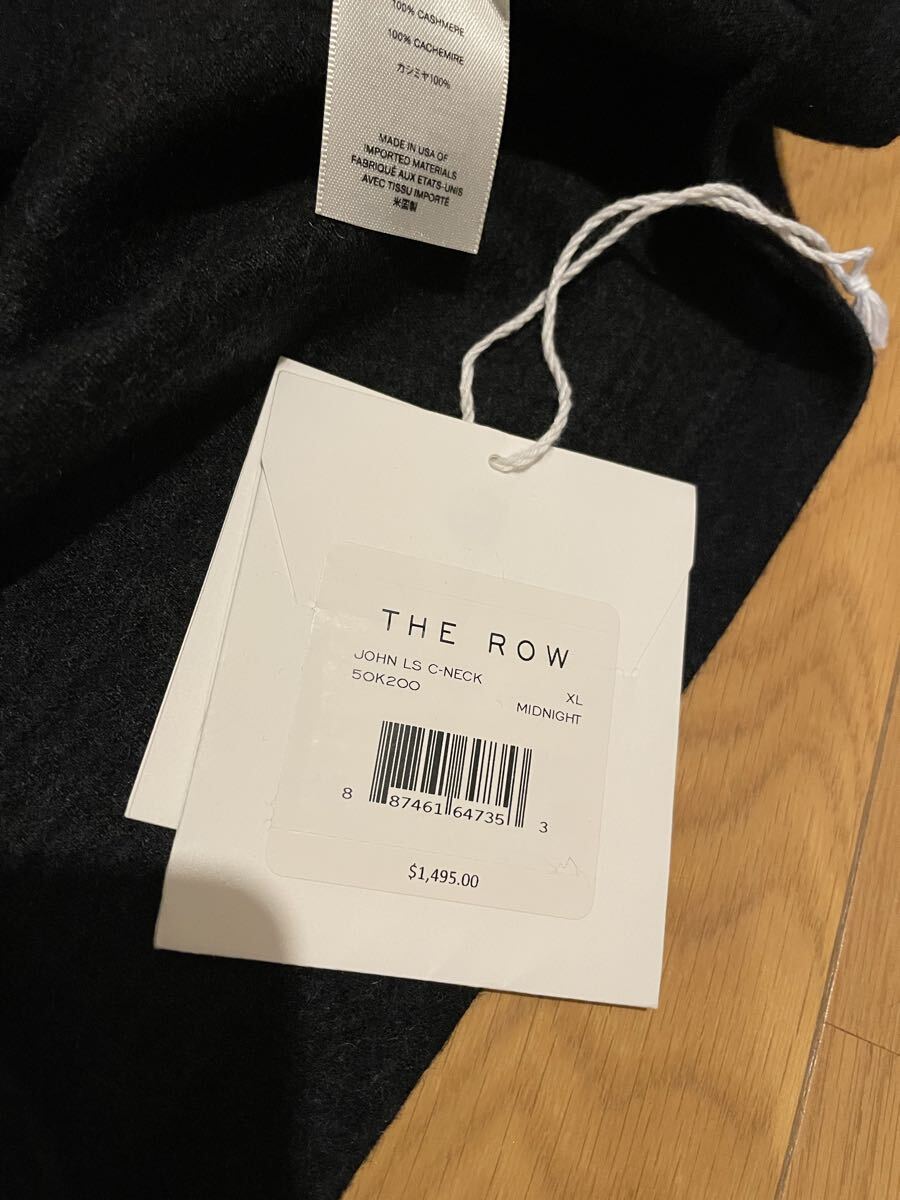 100% CASHMERE
100% CACHEMIRE
カシミヤ100%
MADE IN USA OF
IMPORTED MATERIALS
FABRIQUÉ AUX ETATS-UNIS
AVEC TISSU IMPORTÉ
米国製
THE ROW
JOHN LS C-NECK
50K200
XL
MIDNIGHT
8 87461 64735 3
$1,495.00